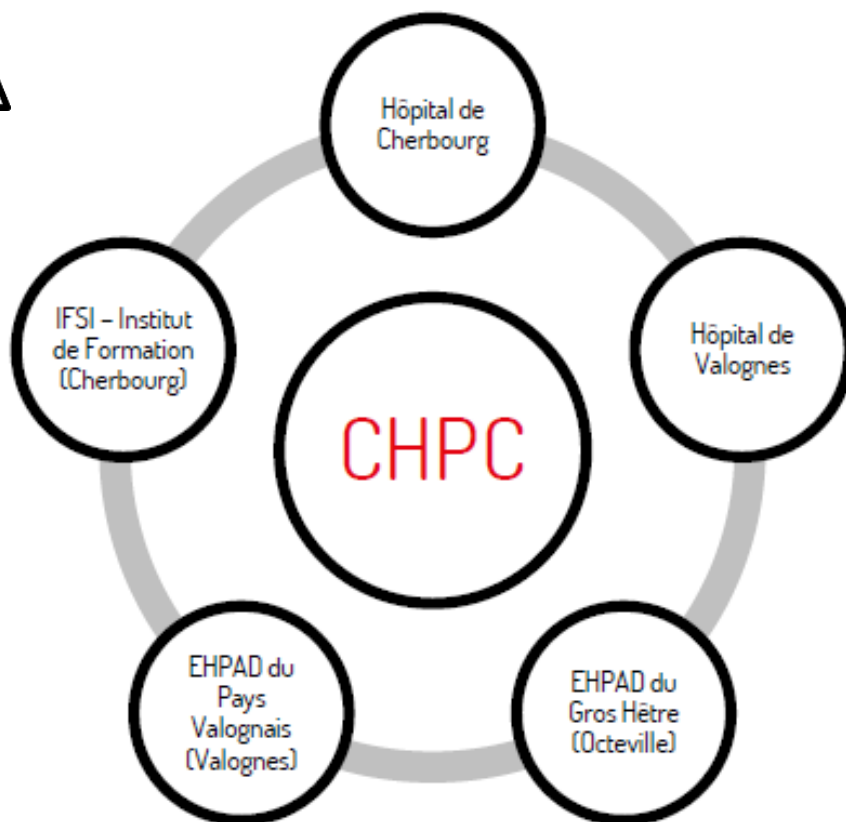 Hôpital de
Cherbourg
Hôpital de
Valognes
EHPAD du
Gros Hêtre
(Octeville)
EHPAD du
Pays
Valognais
(Valognes)
IFSI – Institut
de Formation
(Cherbourg)
CHPC